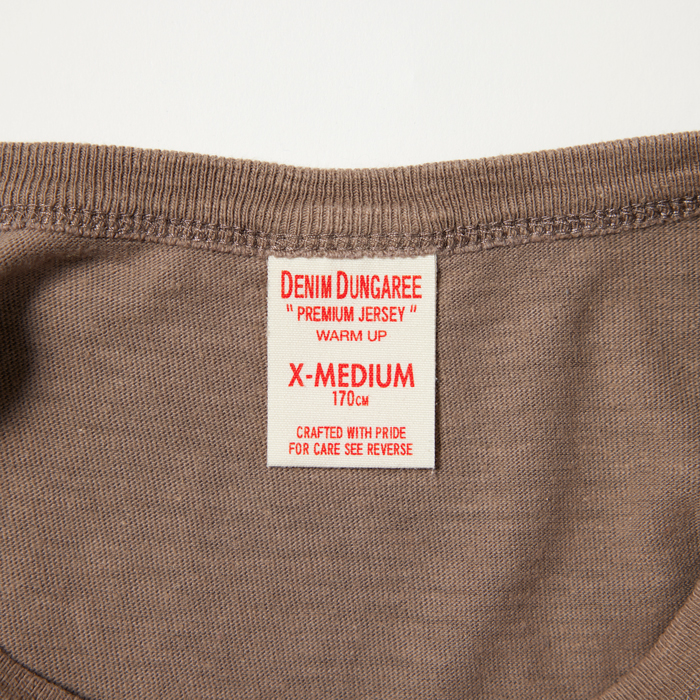 DENIM DUNGAREE
" PREMIUM JERSEY "
WARM UP
X-MEDIUM
170CM
CRAFTED WITH PRIDE
FOR CARE SEE REVERSE